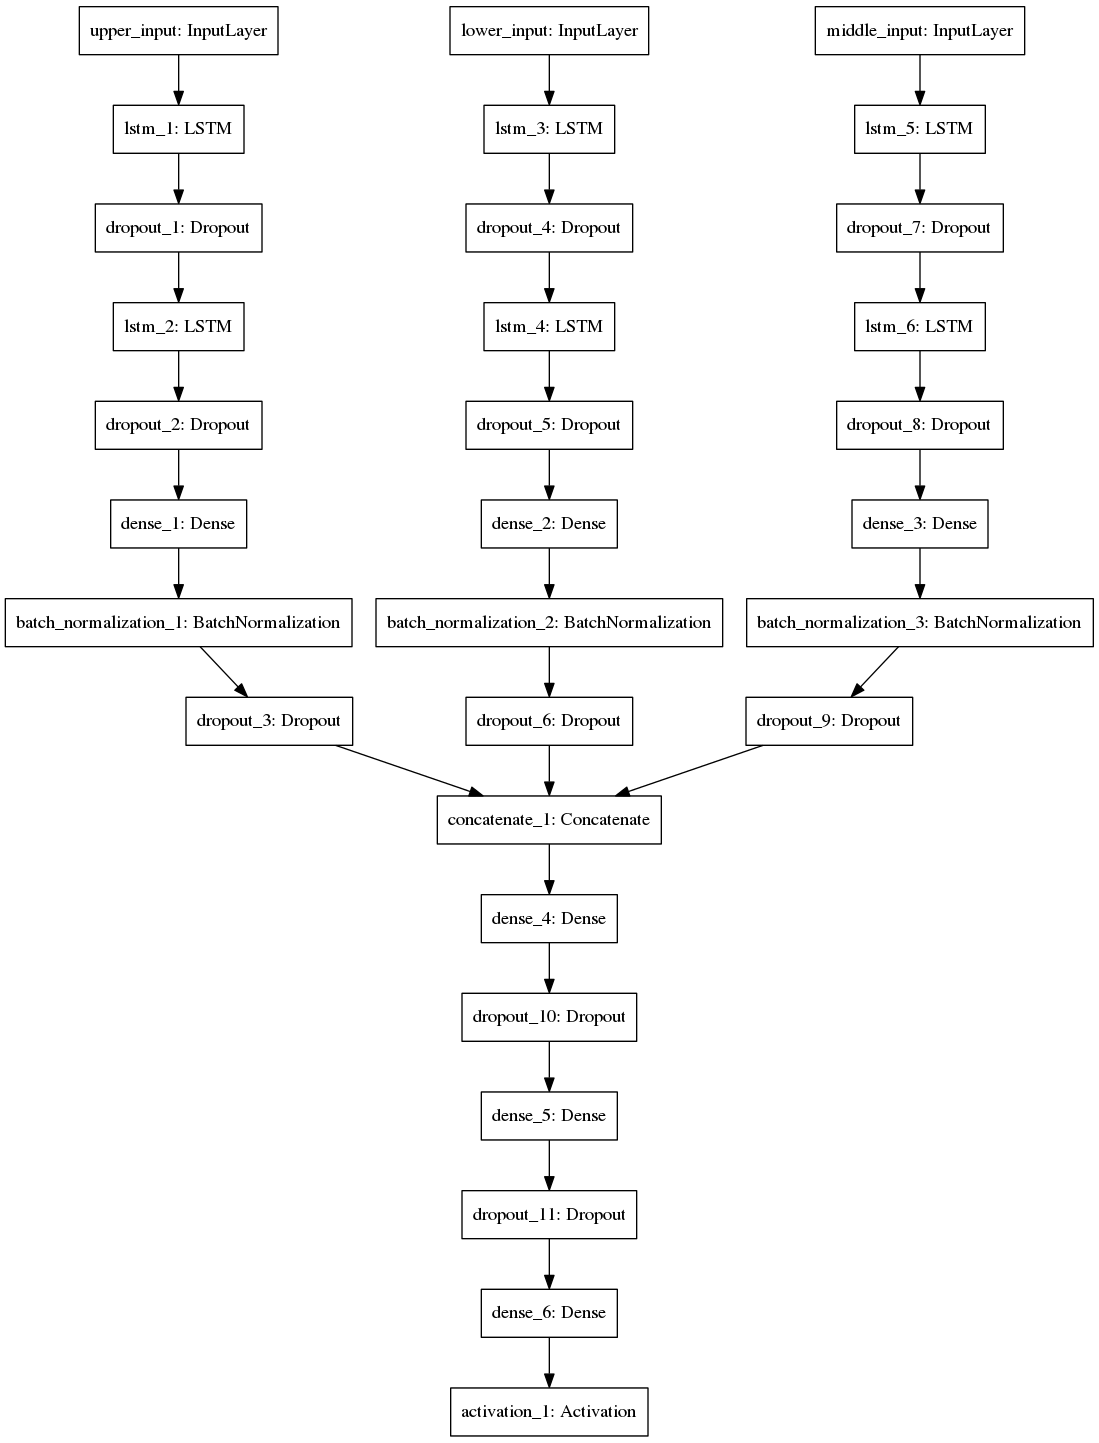 upper_input: InputLayer
lower_input: InputLayer
middle_input: InputLayer
lstm_1: LSTM
lstm_3: LSTM
lstm_5: LSTM
dropout_1: Dropout
dropout_4: Dropout
dropout_7: Dropout
lstm_2: LSTM
lstm_4: LSTM
lstm_6: LSTM
dropout_2: Dropout
dropout_5: Dropout
dropout_8: Dropout
dense_1: Dense
dense_2: Dense
dense_3: Dense
batch_normalization_1: BatchNormalization
batch_normalization_2: BatchNormalization
batch_normalization_3: BatchNormalization
dropout_3: Dropout
dropout_6: Dropout
dropout_9: Dropout
concatenate_1: Concatenate
dense_4: Dense
dropout_10: Dropout
dense_5: Dense
dropout_11: Dropout
dense_6: Dense
activation_1: Activation